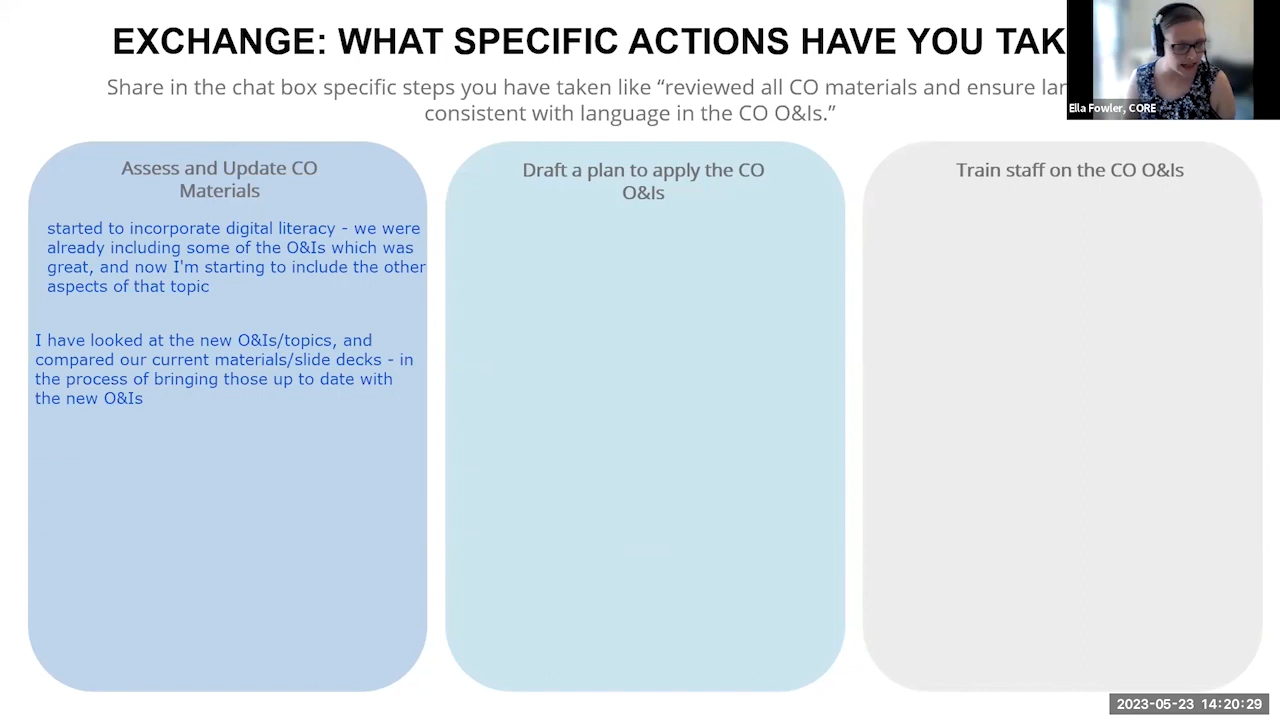 EXCHANGE: WHAT SPECIFIC ACTIONS HAVE YOU TAK
Share in the chat box specific steps you have taken like “reviewed all CO materials and ensure lan
consistent with language in the CO O&Is.”
Ella Fowler, CORE
Assess and Update CO
Materials
started to incorporate digital literacy - we were
already including some of the O&Is which was
great, and now I'm starting to include the other
aspects of that topic
I have looked at the new O&Is/topics, and
compared our current materials/slide decks - in
the process of bringing those up to date with
the new O&Is
Draft a plan to apply the CO
O&Is
Train staff on the CO O&Is
2023-05-23 14:20:29